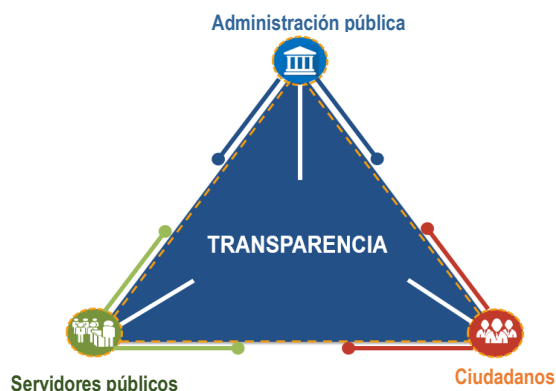 Administración pública
TRANSPARENCIA
Servidores públicos
Ciudadanos